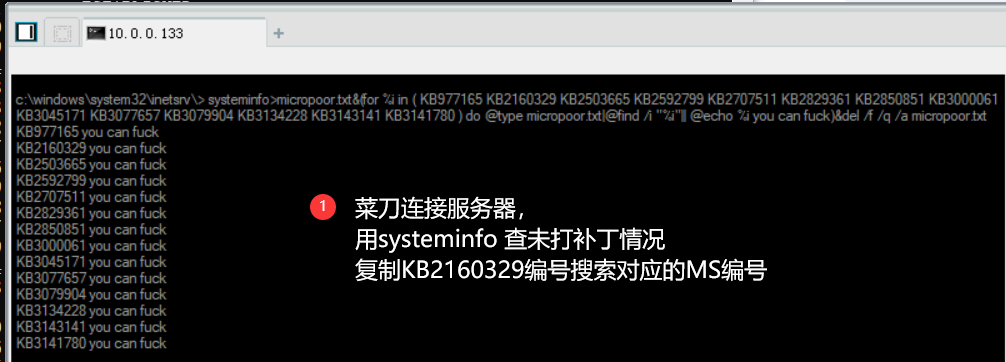 10.0.0.133
c:\windows\system32\inetsrv\> systeminfo>micropoor.txt&(for %i in ( KB977165 KB2160329 KB2503665 KB2592799 KB2707511 KB2829361 KB2850851 KB3000061
KB3045171 KB3077657 KB3079904 KB3134228 KB3143141 KB3141780 ) do @type micropoor.txt|@find /i "%i"|| @echo %i you can fuck)&del /f /q /a micropoor.txt
KB977165 you can fuck
KB2160329 you can fuck
KB2503665 you can fuck
KB2592799 you can fuck
KB2707511 you can fuck
KB2829361 you can fuck
KB2850851 you can fuck
KB3000061 you can fuck
KB3045171 you can fuck
KB3077657 you can fuck
KB3079904 you can fuck
KB3134228 you can fuck
KB3143141 you can fuck
KB3141780 you can fuck
1 菜刀连接服务器，
用systeminfo 查未打补丁情况
复制KB2160329编号搜索对应的MS编号